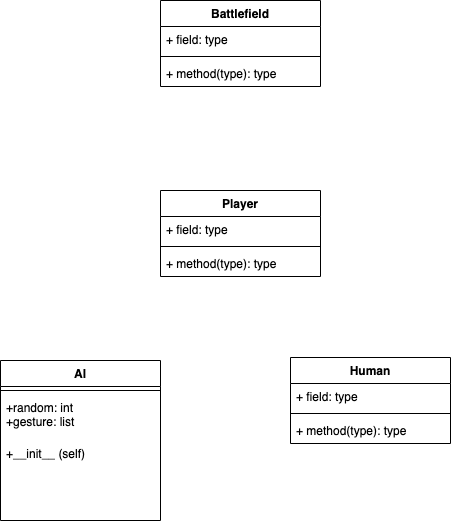 Battlefield
+ field: type
+ method(type): type
Player
+ field: type
+ method(type): type
AI
+random: int
+gesture: list
+__init__ (self)
Human
+ field: type
+ method(type): type